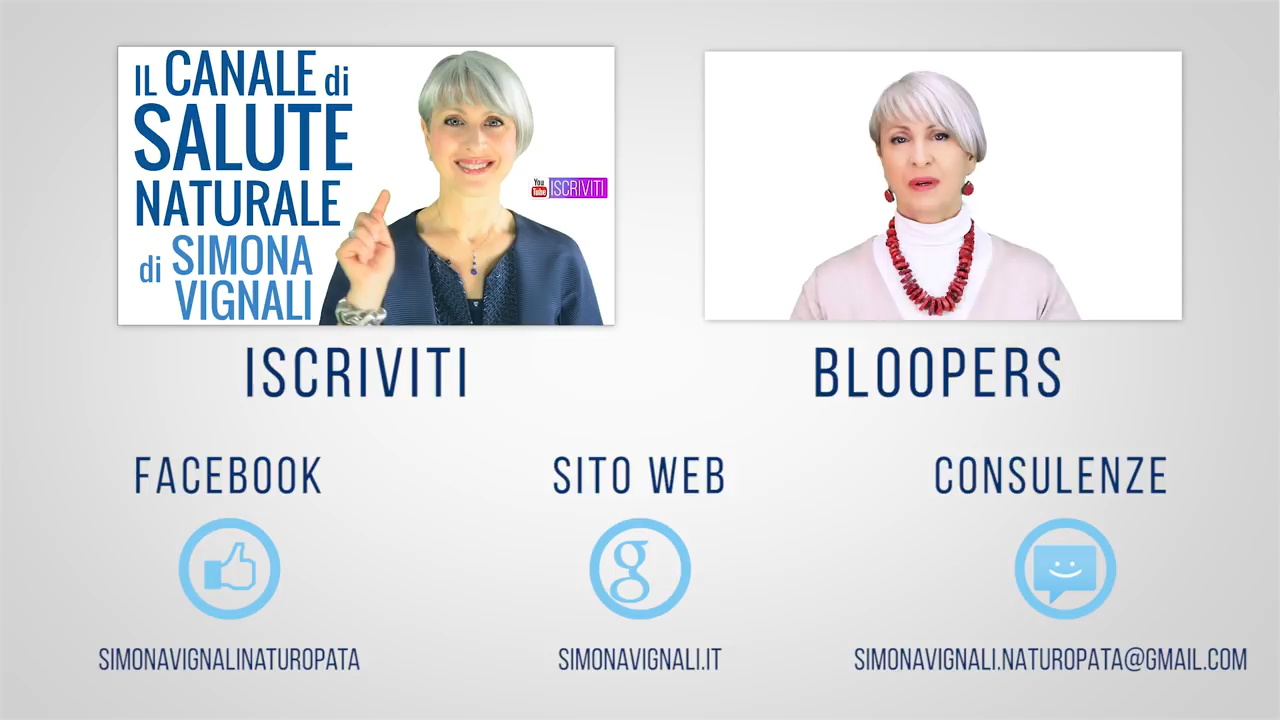 IL CANALE di
SALUTE
NATURALE
di SIMONA
VIGNALI
You
Tube ISCRIVITI
ISCRIVITI
BLOOPERS
FACEBOOK
SITO WEB
CONSULENZE
g
SIMONAVIGNALINATUROPATA
SIMONAVIGNALI.IT
SIMONAVIGNALI.NATUROPATA@GMAIL.COM